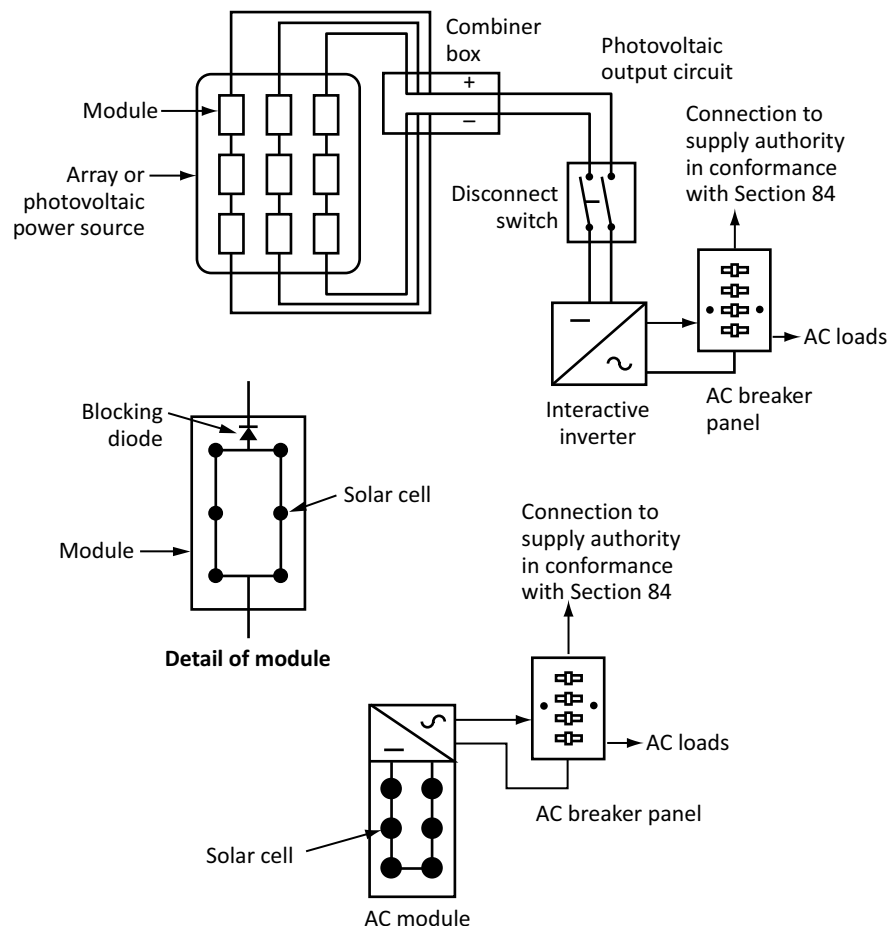 Combiner
box
+
–
Photovoltaic
output circuit
Module
Connection to
supply authority
in conformance
with Section 84
Array or
photovoltaic
power source
Disconnect
switch
AC loads
Interactive
inverter
AC breaker
panel
Blocking
diode
Solar cell
Module
Detail of module
Connection to
supply authority
in conformance
with Section 84
AC loads
AC breaker panel
Solar cell
AC module